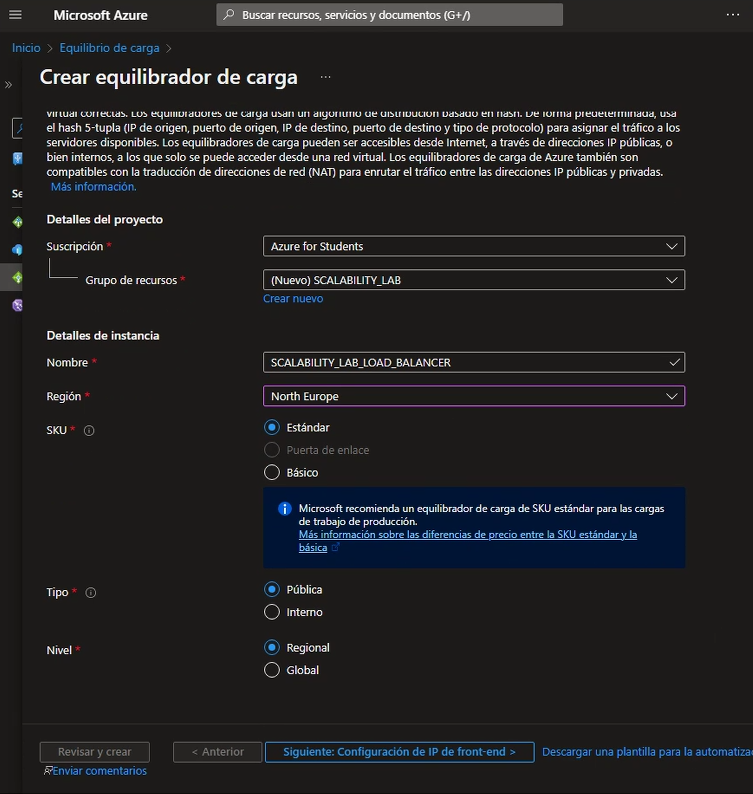 Microsoft Azure
Buscar recursos, servicios y documentos (G+/)
Inicio > Equilibrio de carga >
Crear equilibrador de carga ...
virtual correctas. Los equilibradores de carga usan un algoritmo de distribución basado en hash. De forma predeterminada, usa
el hash 5-tupla (IP de origen, puerto de origen, IP de destino, puerto de destino y tipo de protocolo) para asignar el tráfico a los
servidores disponibles. Los equilibradores de carga pueden ser accesibles desde Internet, a través de direcciones IP públicas, o
bien internos, a los que solo se puede acceder desde una red virtual. Los equilibradores de carga de Azure también son
compatibles con la traducción de direcciones de red (NAT) para enrutar el tráfico entre las direcciones IP públicas y privadas.
Más información.
Se
Detalles del proyecto
Suscripción *
Azure for Students
Grupo de recursos *
(Nuevo) SCALABILITY_LAB
Crear nuevo
Detalles de instancia
Nombre *
SCALABILITY_LAB_LOAD_BALANCER
Región *
North Europe
SKU *
Estándar
Puerta de enlace
Básico
Microsoft recomienda un equilibrador de carga de SKU estándar para las cargas
de trabajo de producción.
Más información sobre las diferencias de precio entre la SKU estándar y la
básica
Tipo *
Pública
Interno
Nivel *
Regional
Global
Revisar y crear
< Anterior
Siguiente: Configuración de IP de front-end >
Descargar una plantilla para la automatiza
Enviar comentarios